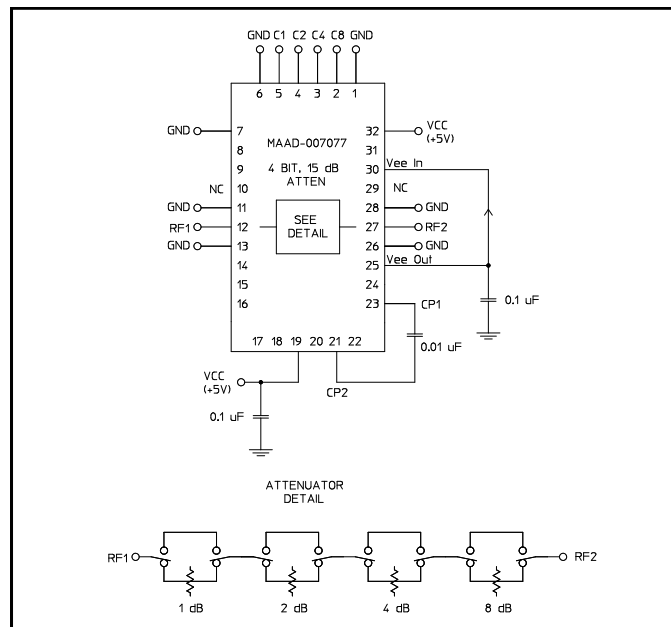 GND C1 C2 C4 C8 GND
6 5 4 3 2 1
GND 7 32 VCC
(+5V)
MAAD-007077
8 31
9 30 Vee In
4 BIT, 15 dB
ATTEN
NC 10 29 NC
GND 11 28 GND
SEE
DETAIL
RF1 12 27 RF2
GND 13 26 GND
14 25 Vee Out
15 24
16 23 CP1
0.1 uF
17 18 19 20 21 22
0.01 uF
VCC
(+5V)
CP2
0.1 uF
ATTENUATOR
DETAIL
RF1 RF2
1 dB 2 dB 4 dB 8 dB